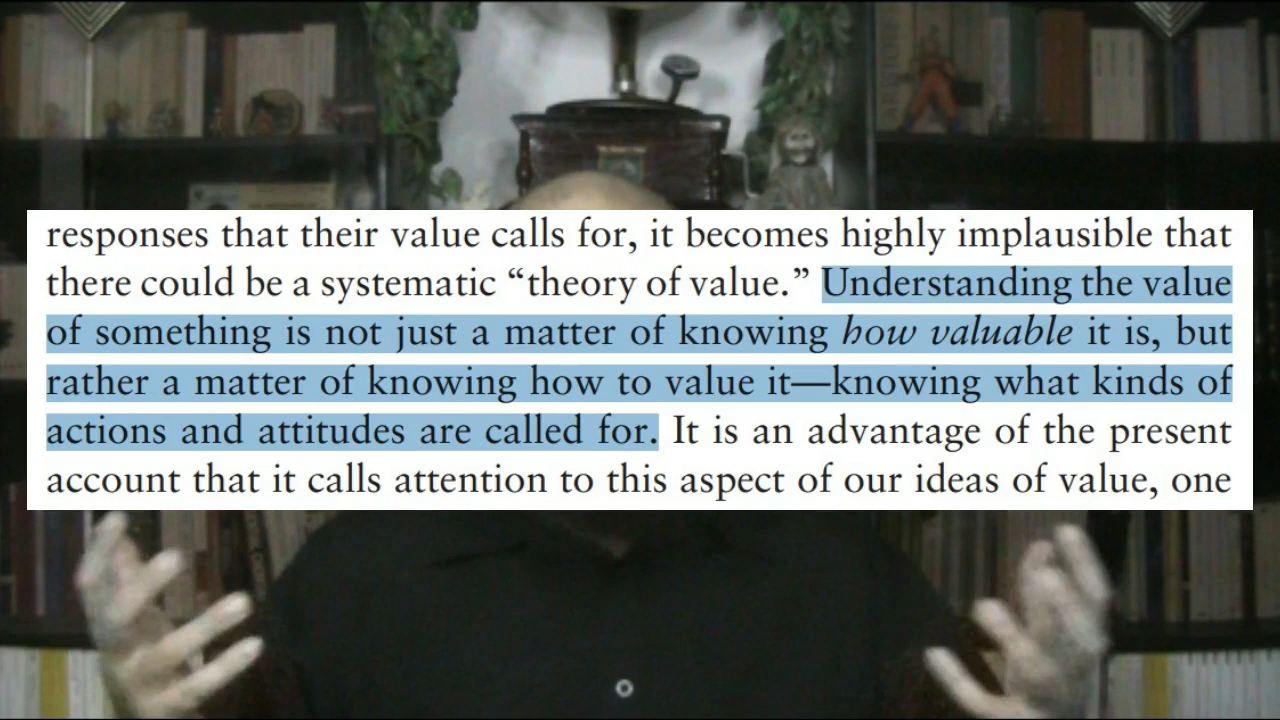 responses that their value calls for, it becomes highly implausible that
there could be a systematic “theory of value.” Understanding the value
of something is not just a matter of knowing how valuable it is, but
rather a matter of knowing how to value it—knowing what kinds of
actions and attitudes are called for. It is an advantage of the present
account that it calls attention to this aspect of our ideas of value, one